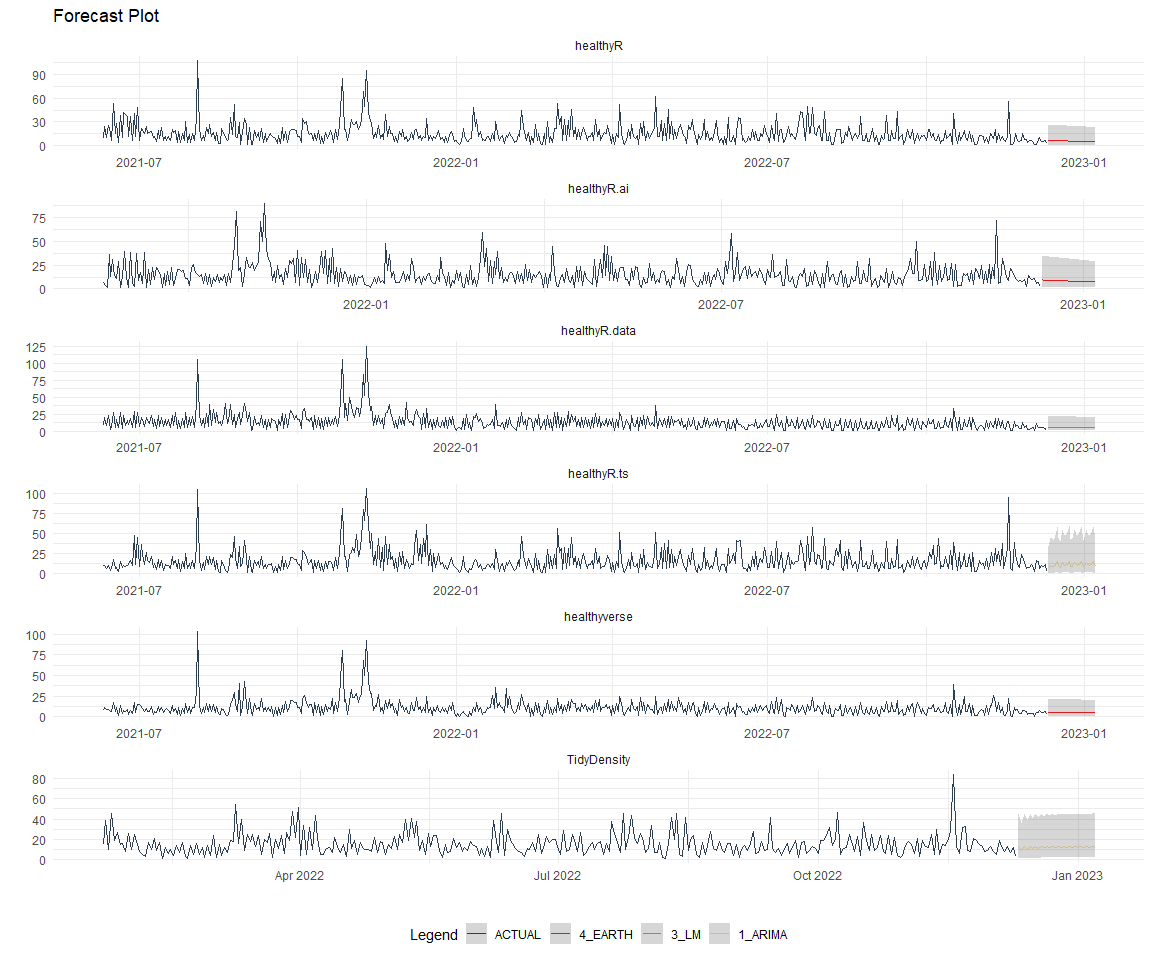 Forecast Plot
healthyR
90
60
30
0
2021-07 2022-01 2022-07 2023-01
healthyR.ai
75
50
25
0
2022-01 2022-07 2023-01
healthyR.data
125
100
75
50
25
0
2021-07 2022-01 2022-07 2023-01
healthyR.ts
100
75
50
25
0
2021-07 2022-01 2022-07 2023-01
healthyverse
100
75
50
25
0
2021-07 2022-01 2022-07 2023-01
TidyDensity
80
60
40
20
0
Apr 2022 Jul 2022 Oct 2022 Jan 2023
Legend ACTUAL 4_EARTH 3_LM 1_ARIMA